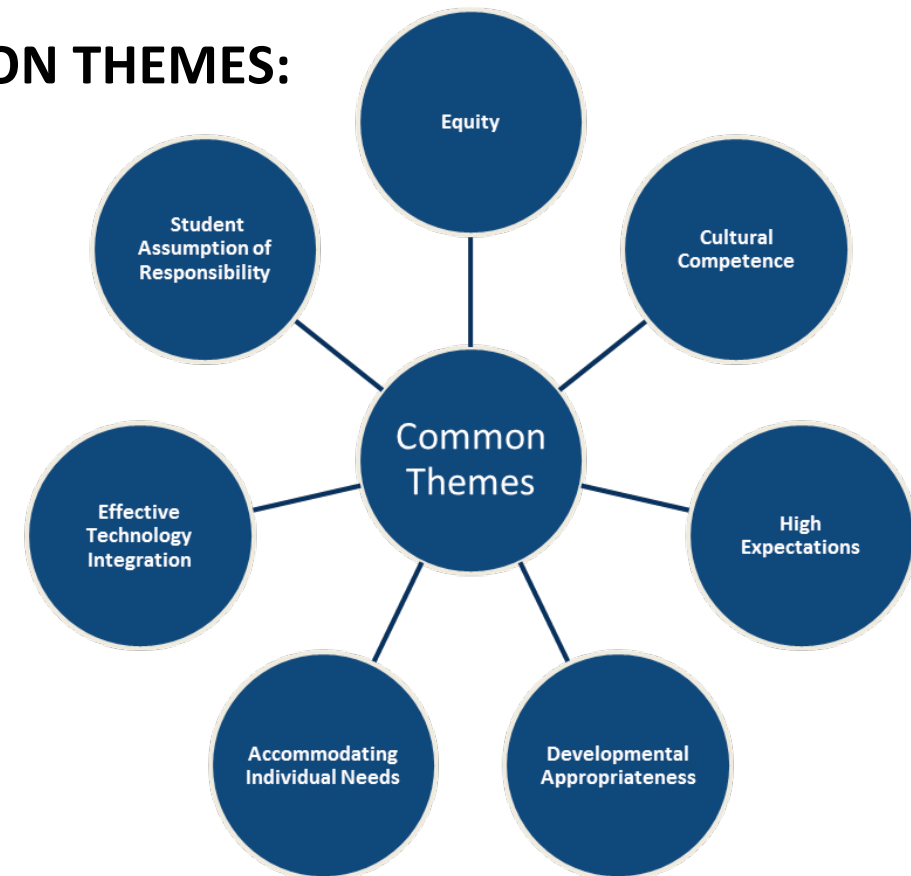 ON THEMES:
Equity
Student
Assumption of
Responsibility
Cultural
Competence
Common
Themes
Effective
Technology
Integration
High
Expectations
Accommodating
Individual Needs
Developmental
Appropriateness